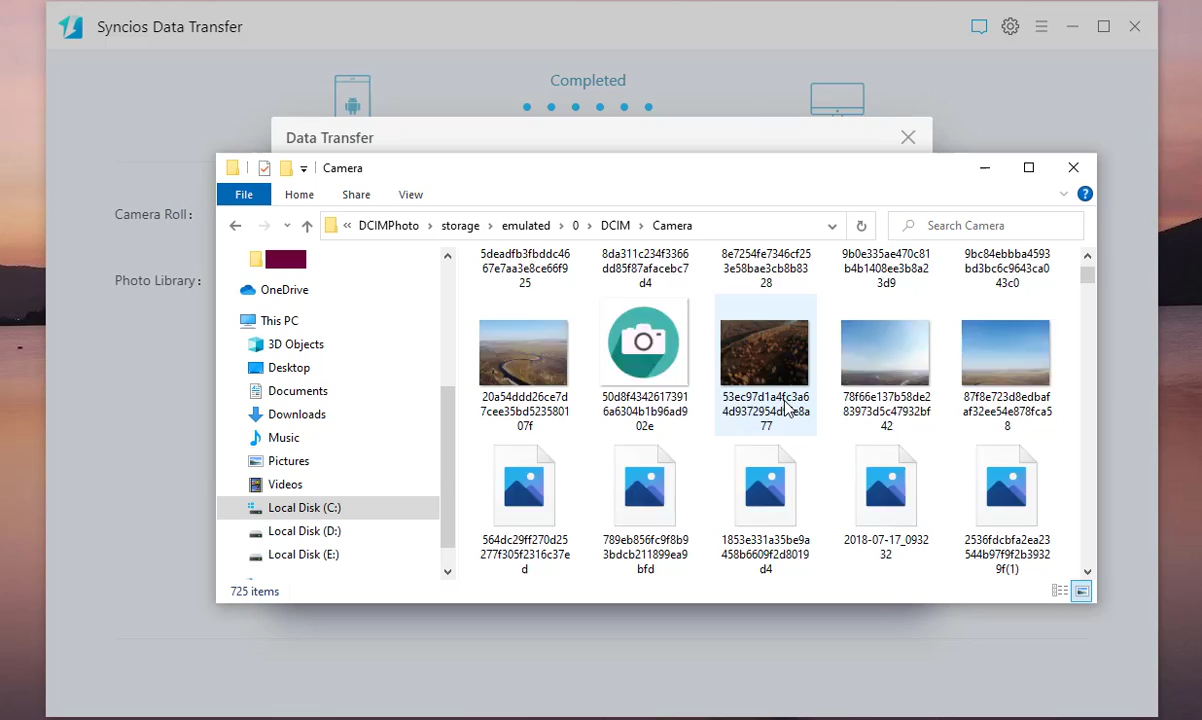 Syncios Data Transfer
Completed
Data Transfer
Camera
File Home Share View
« DCIMPhoto › storage › emulated › 0 › DCIM › Camera
Search Camera
Camera Roll:
Photo Library:
OneDrive
This PC
3D Objects
Desktop
Documents
Downloads
Music
Pictures
Videos
Local Disk (C:)
Local Disk (D:)
Local Disk (E:)
5deadfb3fbddc46
67e7aa3e8ce66f9
25
8da311c234f3366
dd85f87afacebc7
d4
8e7254fe7346cf25
3e58bae3cb8b83
28
9b0e335ae470c81
b4b1408ee3b8a2
3d9
9bc84ebbba4593
bd3bc6c9643ca0
43c0
20a54ddd26ce7d
7cee35bd5235801
07f
50d8f4342617391
6a6304b1b96ad9
02e
53ec97d1a4fc3a6
77
78f66e137b58de2
83973d5c47932bf
42
87f8e723d8edbaf
af32ee54e878fca5
8
564dc29ff270d25
277f305f2316c37e
d
789eb856fc9f8b9
3bdcb211899ea9
bfd
1853e331a35be9a
458b6609f2d8019
d4
2018-07-17_0932
32
2536fdcbfa2ea23
544b97f9f2b3932
9f(1)
725 items